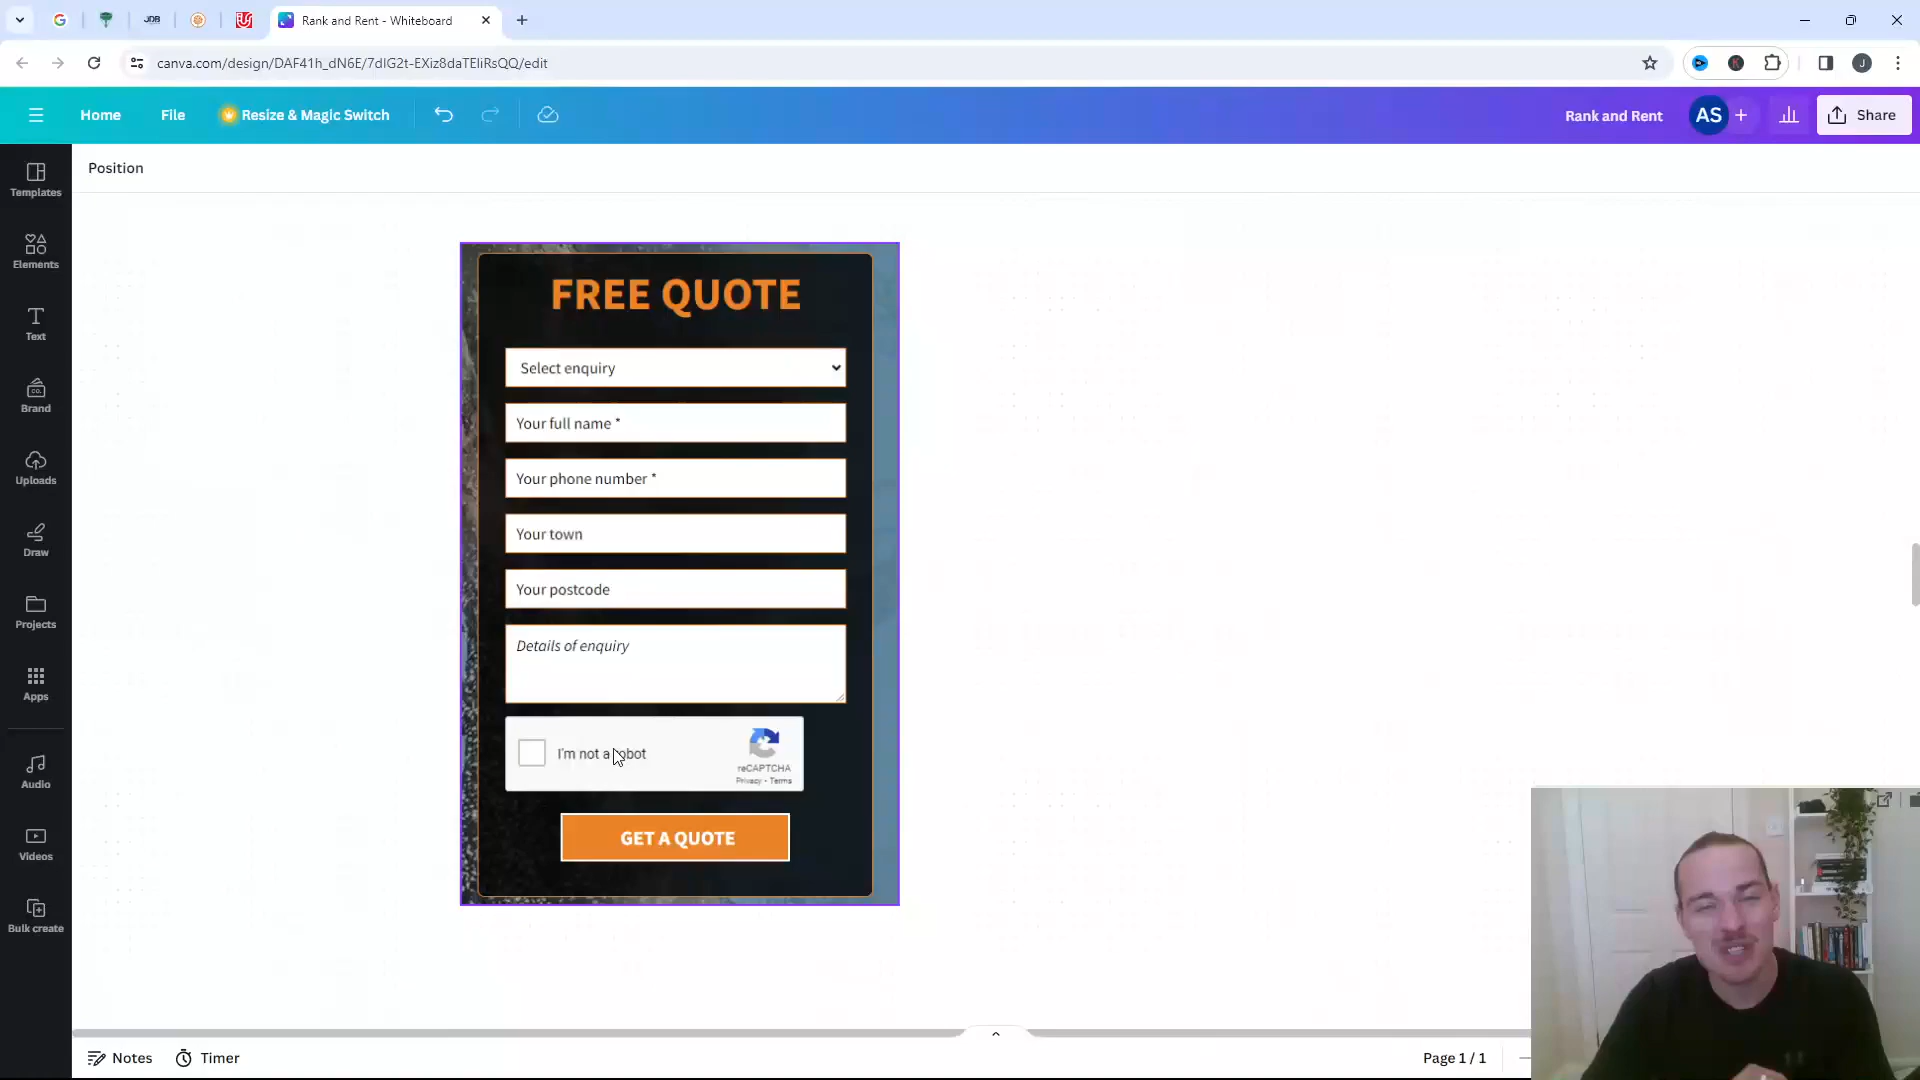 JDB
Rank and Rent - Whiteboard
canva.com/design/DAF41h_dN6E/7dlG2t-EXiz8daTEliRsQQ/edit
J
Home
File
Resize & Magic Switch
Rank and Rent
AS
Share
Position
Templates
Elements
Text
Brand
Uploads
Draw
Projects
Apps
Audio
Videos
Bulk create
FREE QUOTE
Select enquiry
Your full name *
Your phone number *
Your town
Your postcode
Details of enquiry
I'm not a robot
reCAPTCHA
Privacy - Terms
GET A QUOTE
Notes
Timer
Page 1 / 1